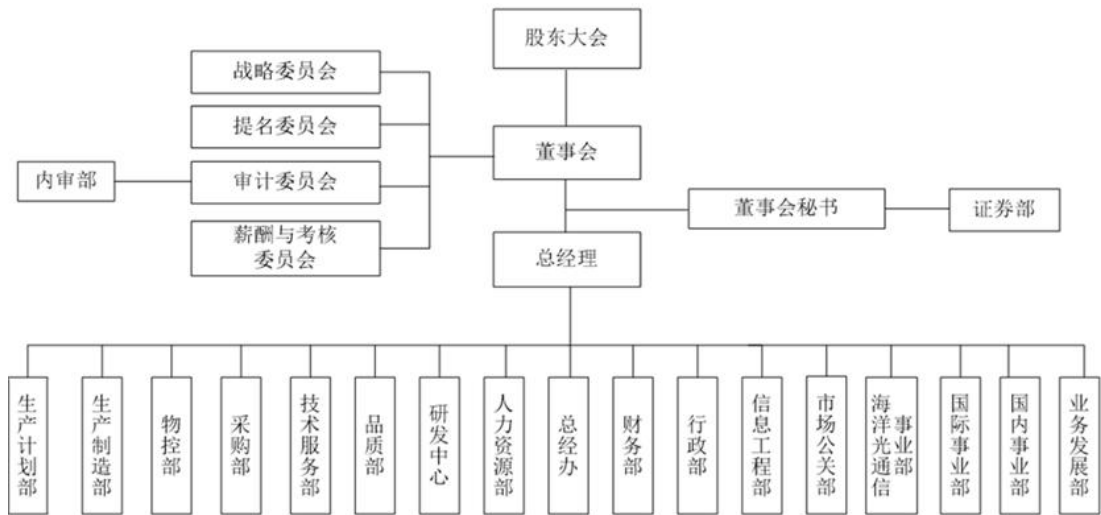 股东大会
战略委员会
提名委员会
董事会
内审部
审计委员会
董事会秘书
证券部
薪酬与考核
委员会
总经理
生产计划部
生产制造部
物控部
采购部
技术服务部
品质部
研发中心
人力资源部
总经办
财务部
行政部
信息工程部
市场公关部
海洋光通信
事业部
国际事业部
国内事业部
业务发展部